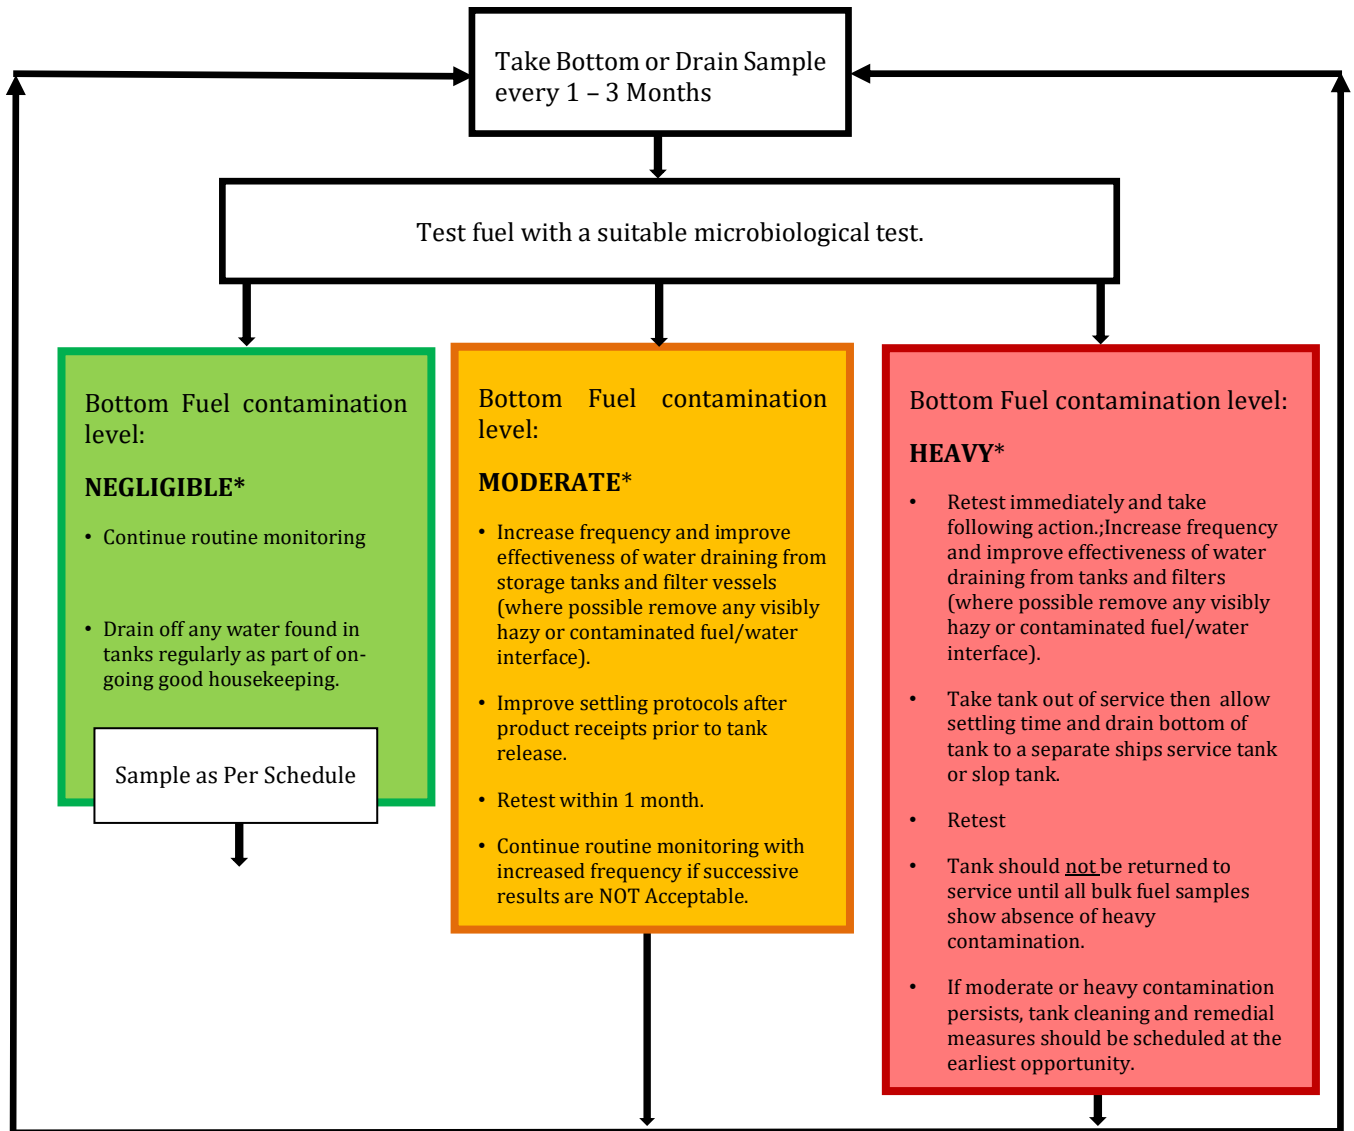 Take Bottom or Drain Sample
every 1 – 3 Months
Test fuel with a suitable microbiological test.
Bottom Fuel contamination
level:
NEGLIGIBLE*
• Continue routine monitoring
• Drain off any water found in
tanks regularly as part of on-
going good housekeeping.
Sample as Per Schedule
Bottom Fuel contamination
level:
MODERATE*
• Increase frequency and improve
effectiveness of water draining from
storage tanks and filter vessels
(where possible remove any visibly
hazy or contaminated fuel/water
interface).
• Improve settling protocols after
product receipts prior to tank
release.
• Retest within 1 month.
• Continue routine monitoring with
increased frequency if successive
results are NOT Acceptable.
Bottom Fuel contamination level:
HEAVY*
• Retest immediately and take
following action.;Increase frequency
and improve effectiveness of water
draining from tanks and filters
(where possible remove any visibly
hazy or contaminated fuel/water
interface).
• Take tank out of service then allow
settling time and drain bottom of
tank to a separate ships service tank
or slop tank.
• Retest
• Tank should not be returned to
service until all bulk fuel samples
show absence of heavy
contamination.
• If moderate or heavy contamination
persists, tank cleaning and remedial
measures should be scheduled at the
earliest opportunity.